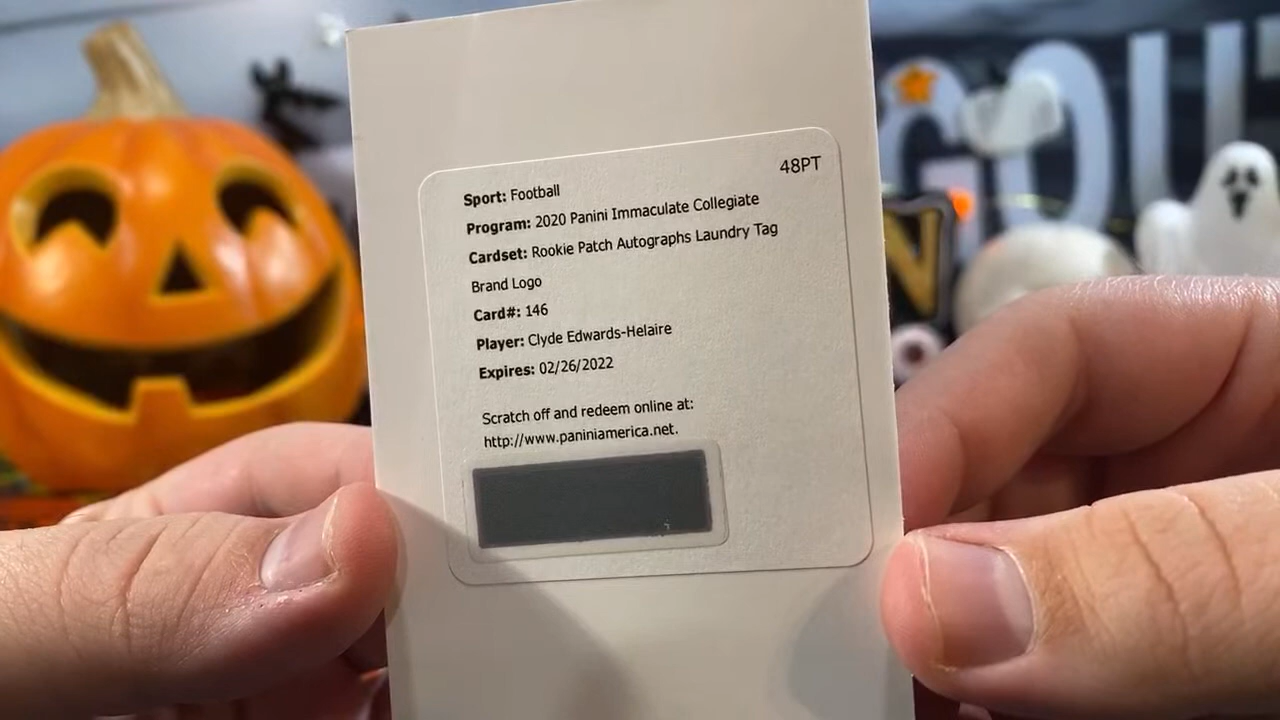 48PT
Sport: Football
Program: 2020 Panini Immaculate Collegiate
Cardset: Rookie Patch Autographs Laundry Tag
Brand Logo
Card#: 146
Player: Clyde Edwards-Helaire
Expires: 02/26/2022
Scratch off and redeem online at:
http://www.paniniamerica.net.